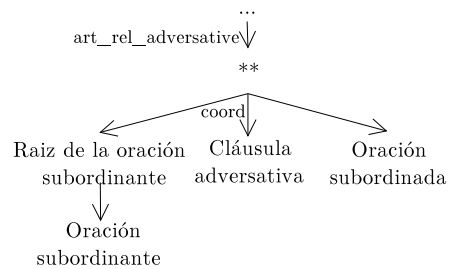 ...
art_rel_adversative
**
coord
Raiz de la oración
subordinante
Cláusula
adversativa
Oración
subordinada
Oración
subordinante